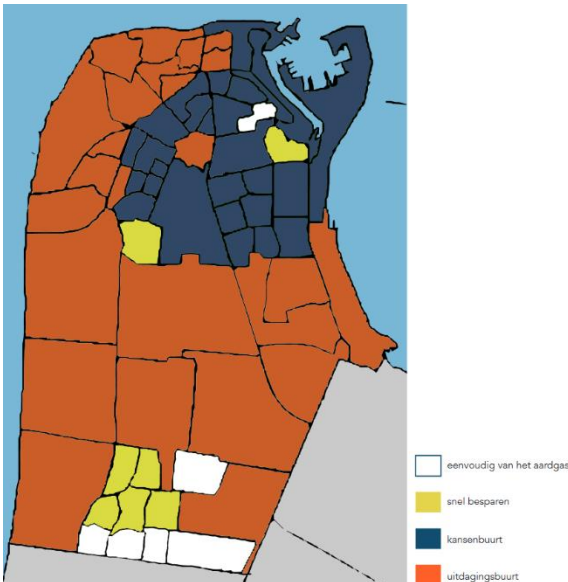 eenvoudig van het aardgas
snel besparen
kansenbuurt
uitdagingsbuurt